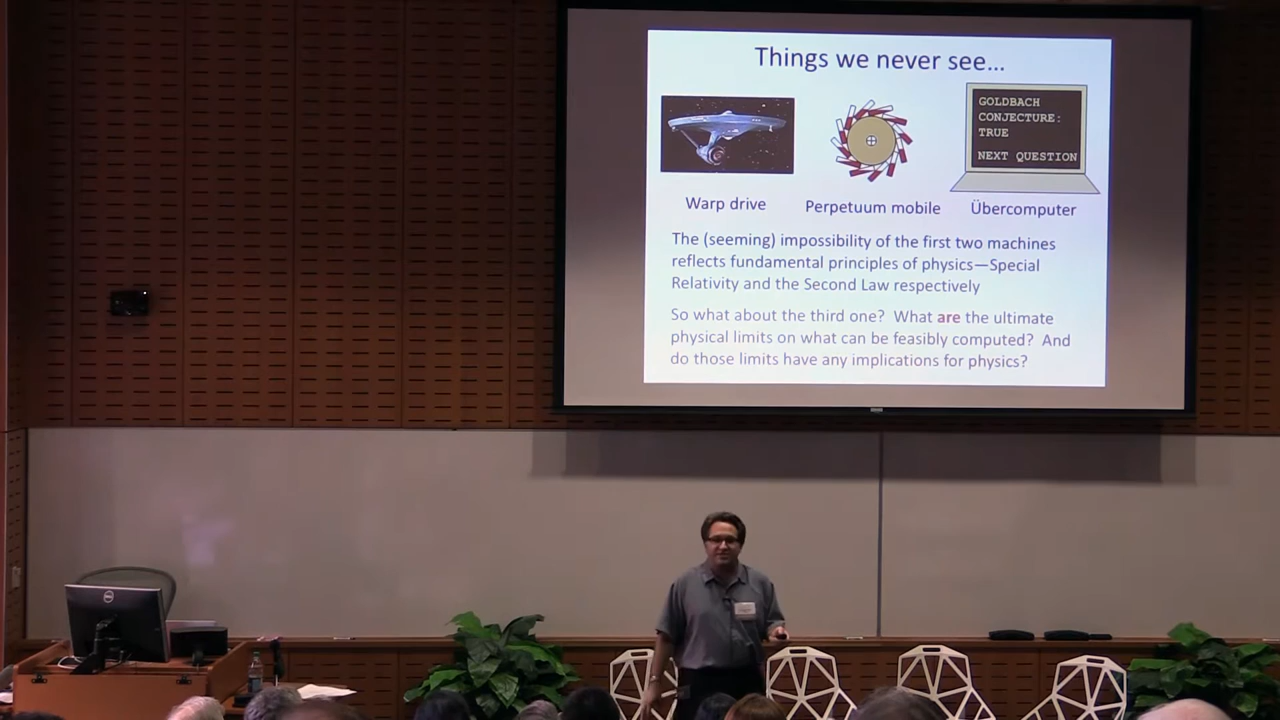 Things we never see…
GOLDBACH
CONJECTURE:
TRUE
NEXT QUESTION
Warp drive
Perpetuum mobile
Übercomputer
The (seeming) impossibility of the first two machines
reflects fundamental principles of physics—Special
Relativity and the Second Law respectively
So what about the third one? What are the ultimate
physical limits on what can be feasibly computed? And
do those limits have any implications for physics?